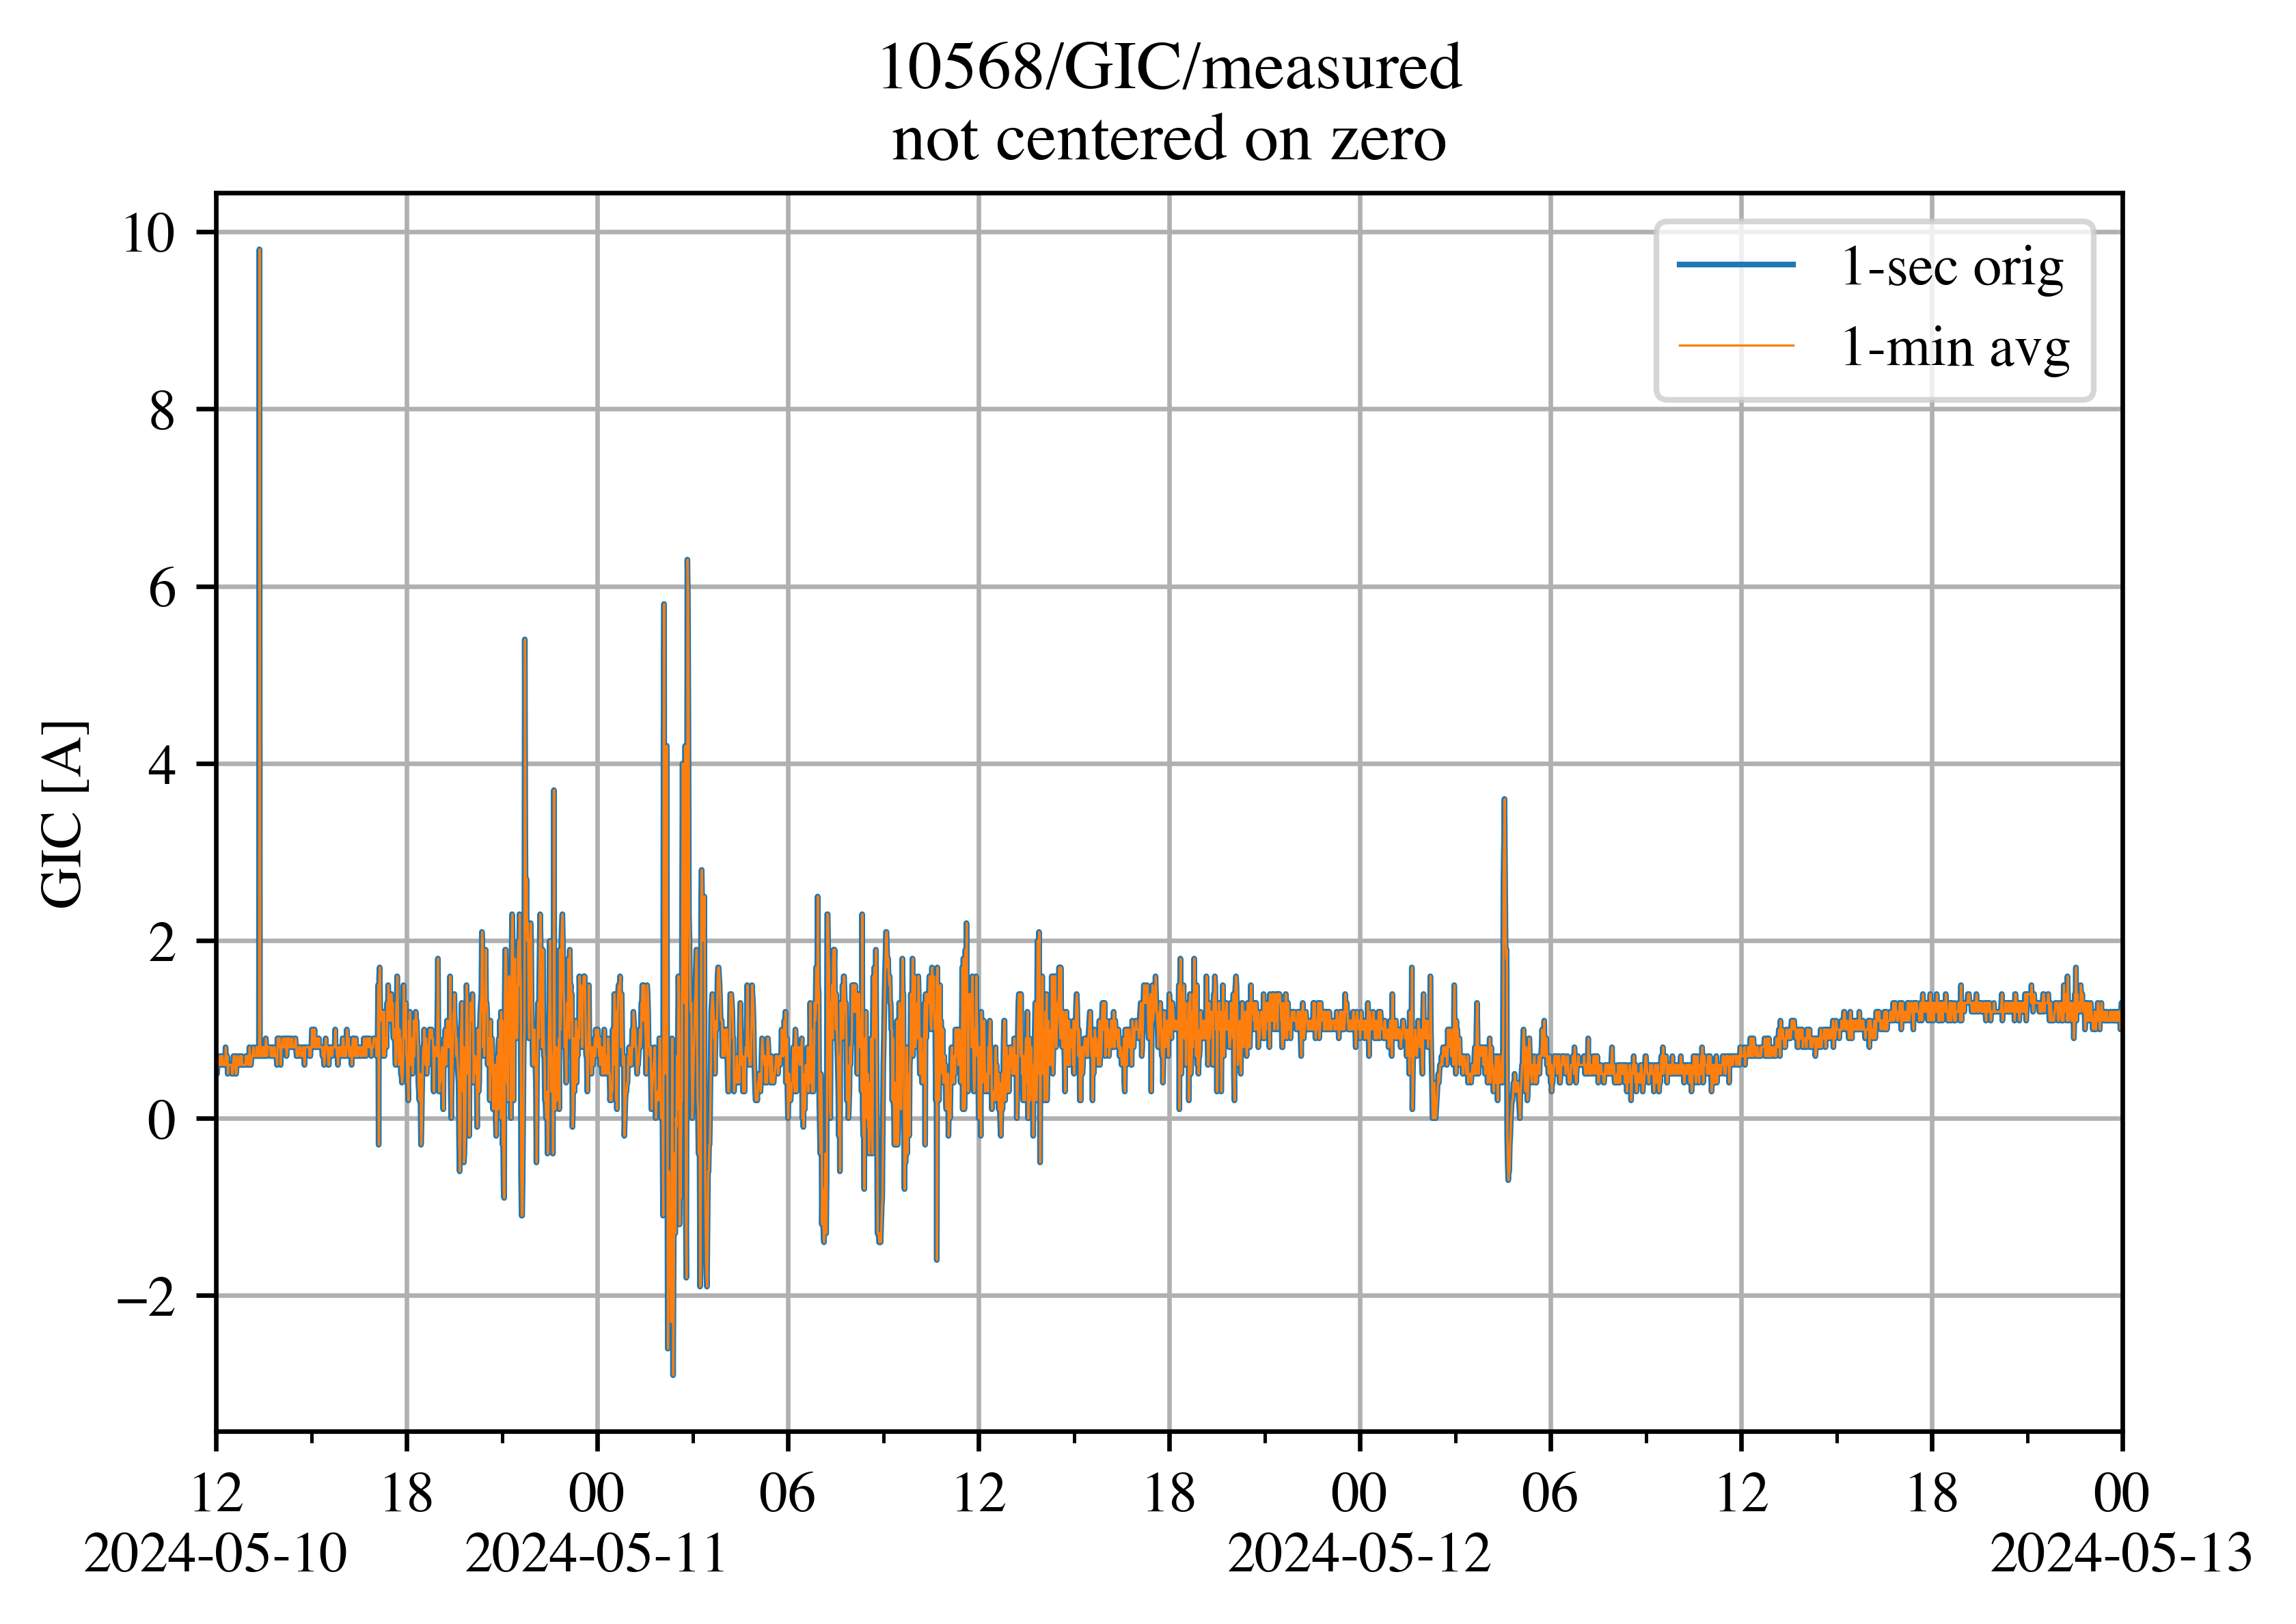 10568/GIC/measured
not centered on zero
10
8
6
4
2
0
−2
GIC [A]
1-sec orig
1-min avg
12 18 00 06 12 18 00 06 12 18 00
2024-05-10 2024-05-11 2024-05-12 2024-05-13